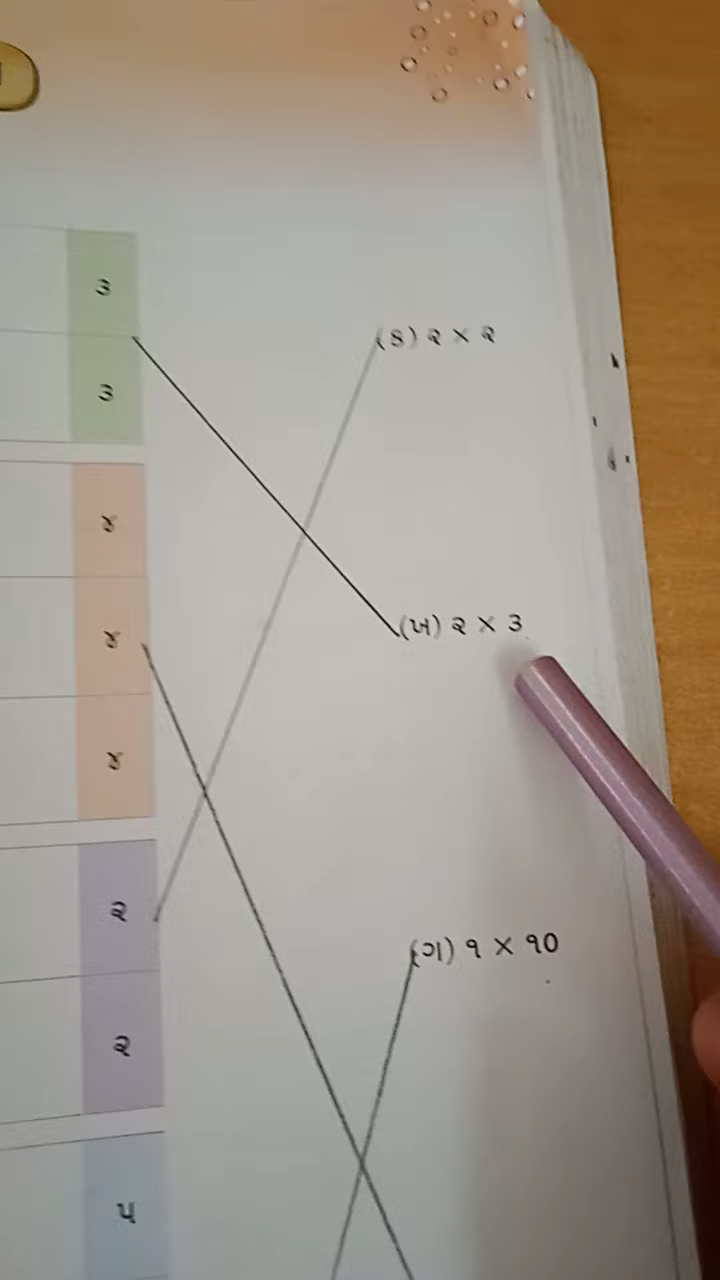 ૩
૩
૪
૪
૪
૨
૨
૫
(ક) ૨ × ૨
(ખ) ૨ × ૩
(ગ) ૧ × ૧૦